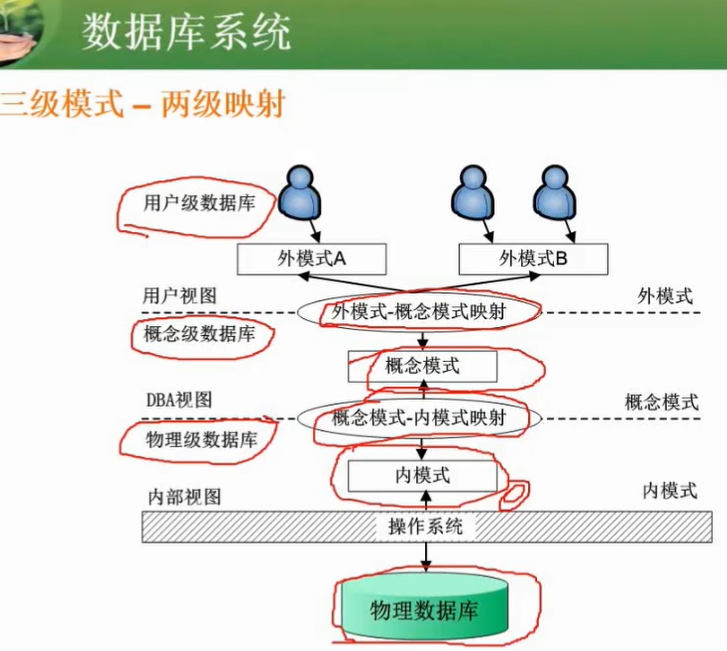 数据库系统
三级模式 – 两级映射
用户级数据库
外模式A
外模式B
用户视图
外模式-概念模式映射
外模式
概念级数据库
概念模式
DBA视图
概念模式-内模式映射
概念模式
物理级数据库
内模式
内部视图
内模式
操作系统
物理数据库